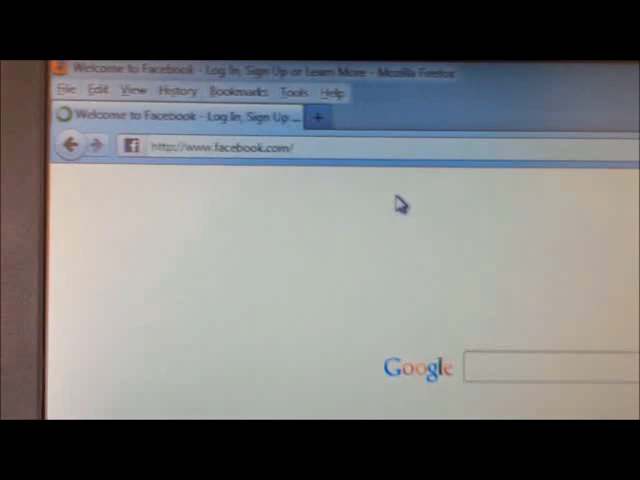 Welcome to Facebook - Log In, Sign Up or Learn More - Mozilla Firefox
File Edit View History Bookmarks Tools Help
Welcome to Facebook - Log In, Sign Up ...
http://www.facebook.com/
Google